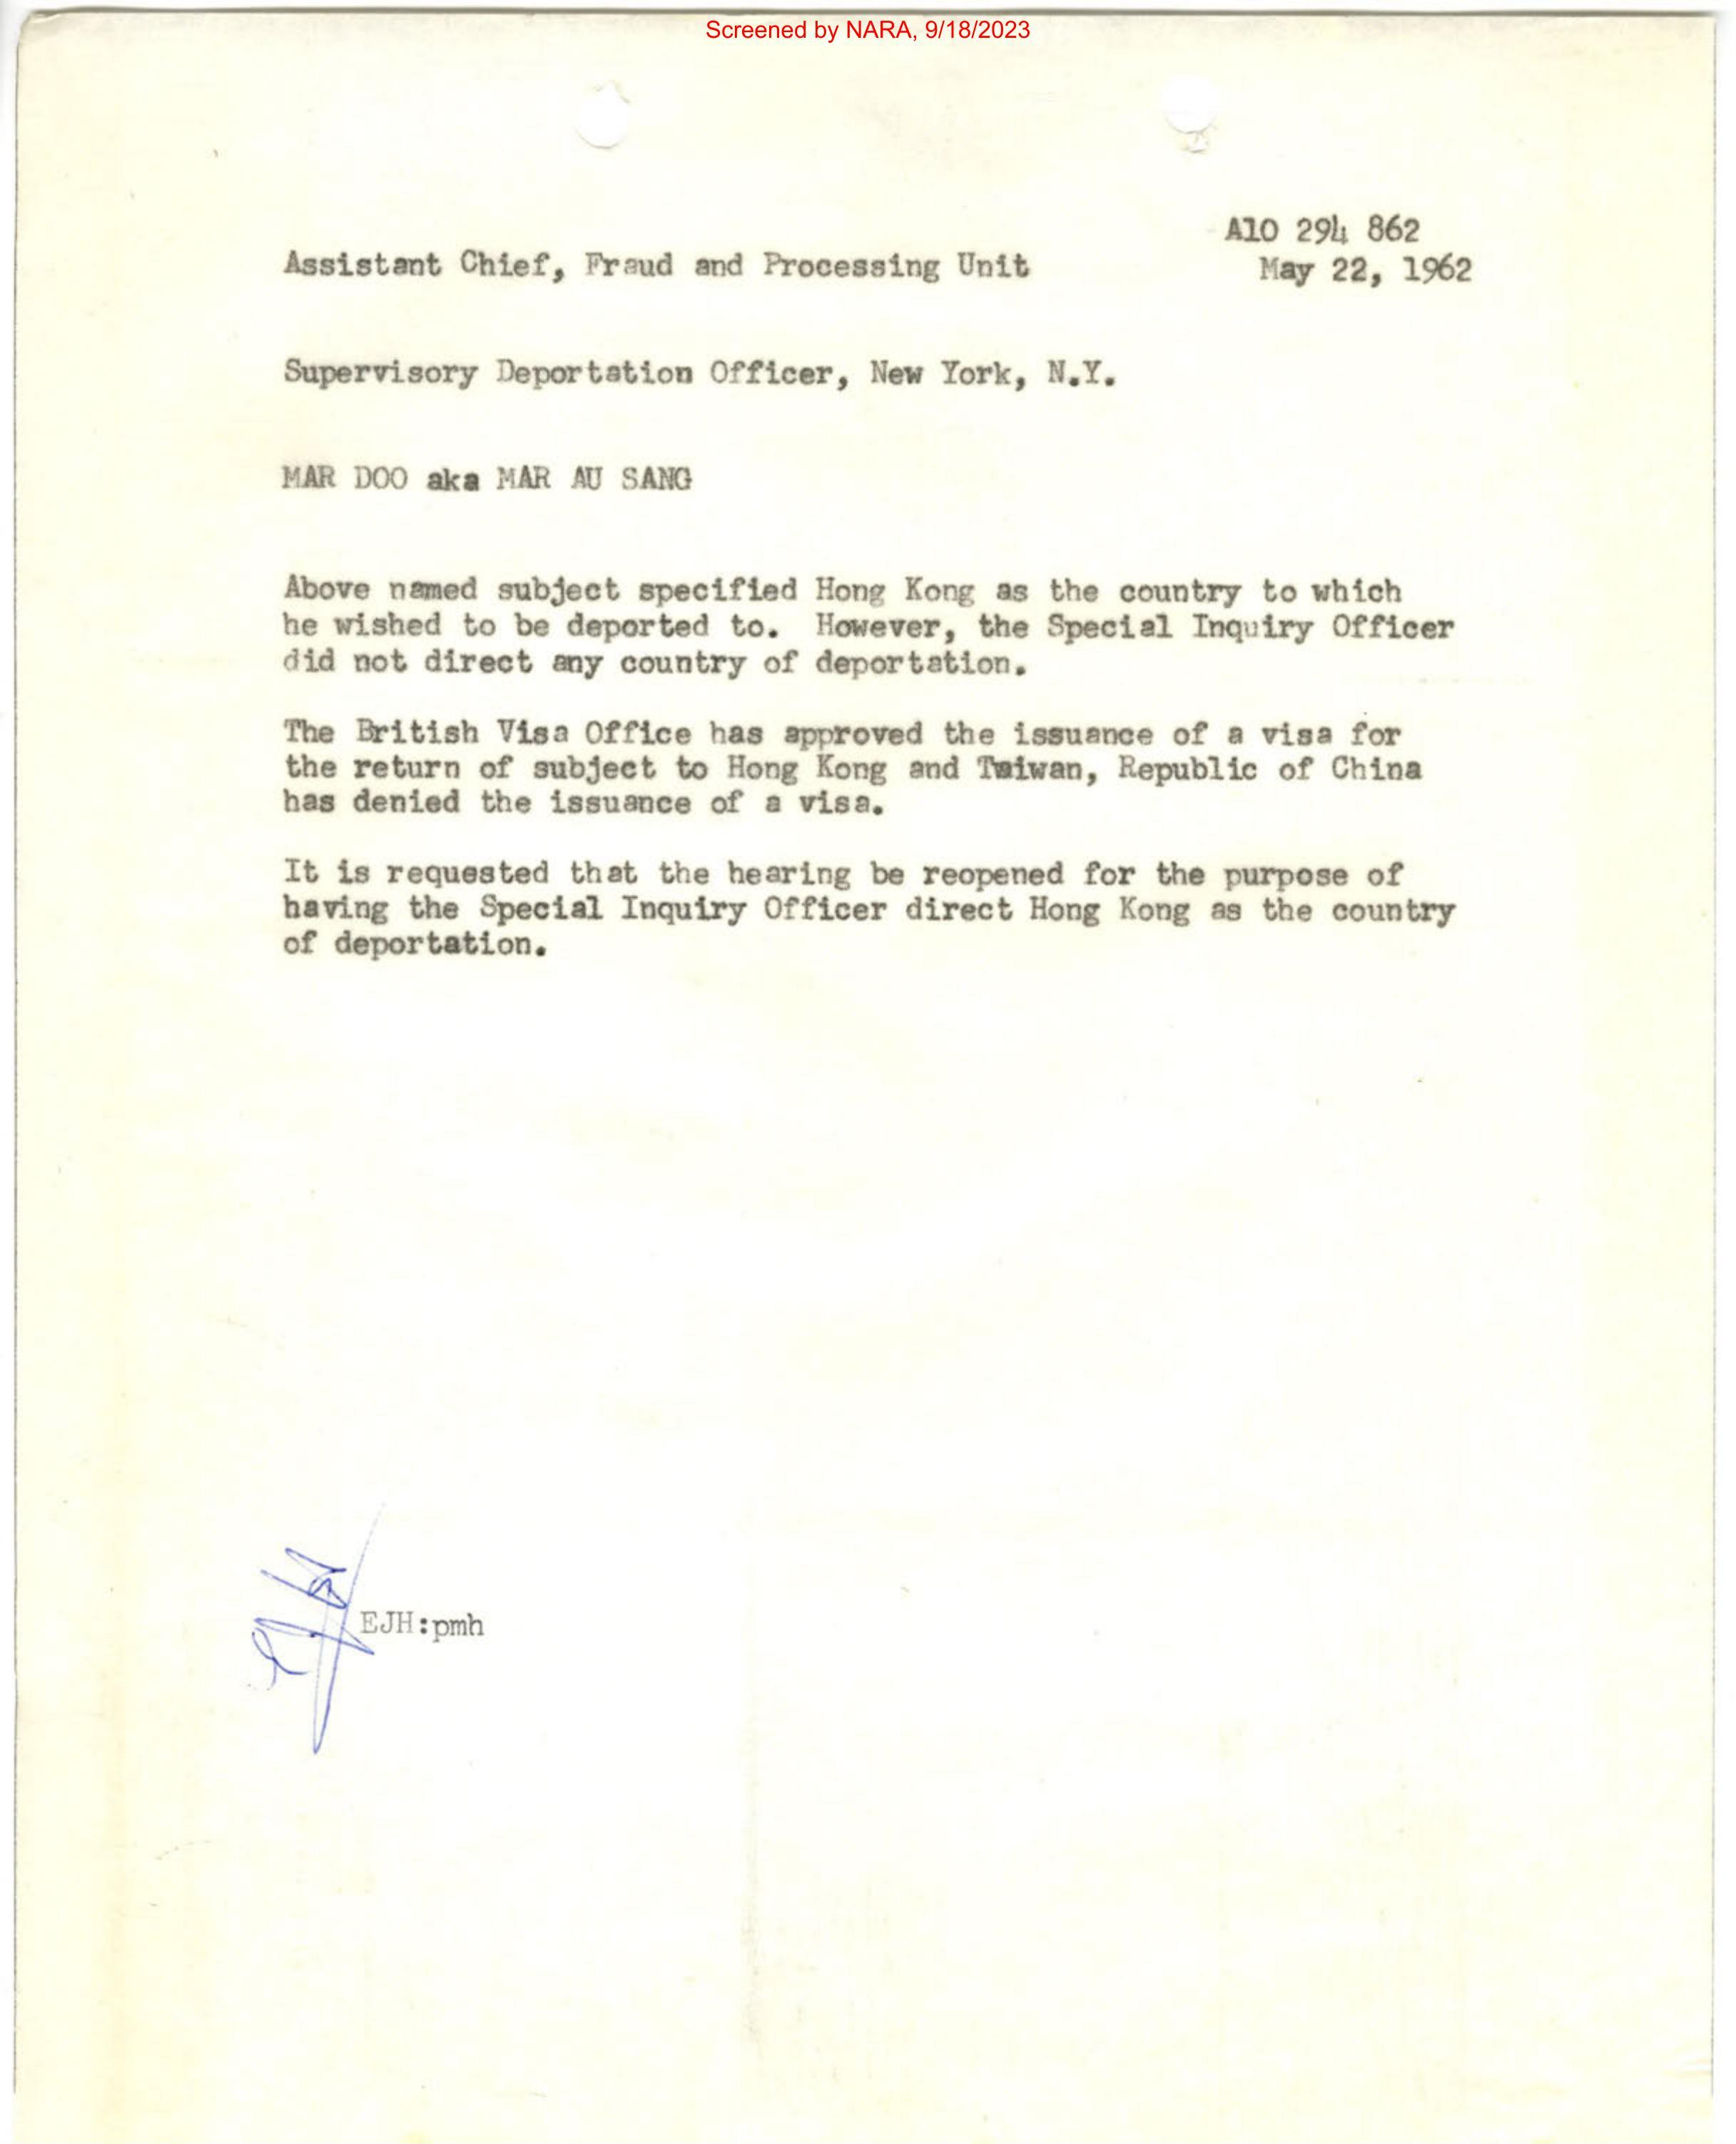 Screened by NARA, 9/18/2023
A10 294 862
Assistant Chief, Fraud and Processing Unit
May 22, 1962
Supervisory Deportation Officer, New York, N.Y.
MAR DOO aka MAR AU SANG
Above named subject specified Hong Kong as the country to which
he wished to be deported to. However, the Special Inquiry Officer
did not direct any country of deportation.
The British Visa Office has approved the issuance of a visa for
the return of subject to Hong Kong and Taiwan, Republic of China
has denied the issuance of a visa.
It is requested that the hearing be reopened for the purpose of
having the Special Inquiry Officer direct Hong Kong as the country
of deportation.
EJH:pmh